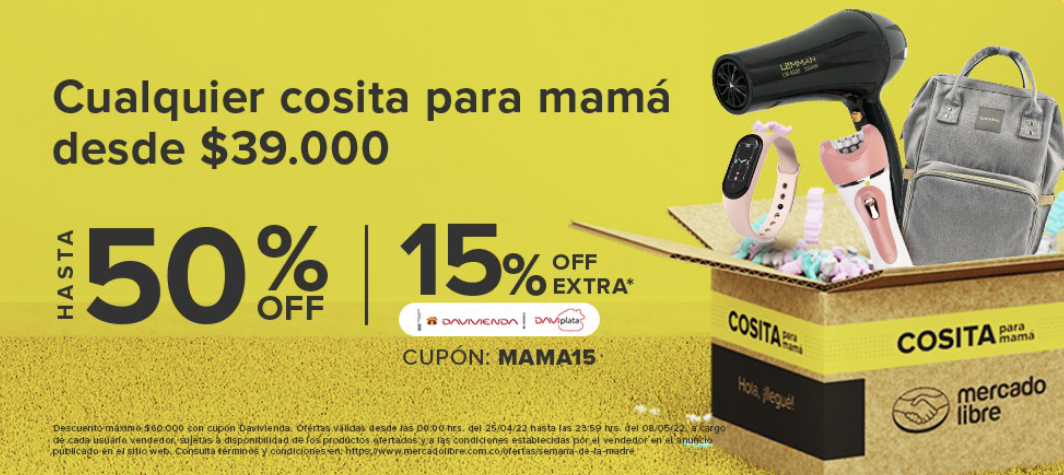 Cualquier cosita para mamá
desde $39.000
HASTA
50%
OFF
15%
OFF
EXTRA*
DAVIVIENDA
DAVIplata
CUPÓN: MAMA15
Descuento máximo $60.000 con cupón Davivienda. Ofertas válidas desde las 00:00 hrs. del 25/04/22 hasta las 23:59 hrs. del 08/05/22, a cargo
de cada usuario vendedor, sujetas a disponibilidad de los productos ofertados y a las condiciones establecidas por el vendedor en el anuncio
publicado en el sitio web. Consulta términos y condiciones en: https://www.mercadolibre.com.co/ofertas/semana-de-la-madre
LEMMAN
COSITA para
mamá
COSITA para
mamá
Hola, ¡llegué!
mercado
libre